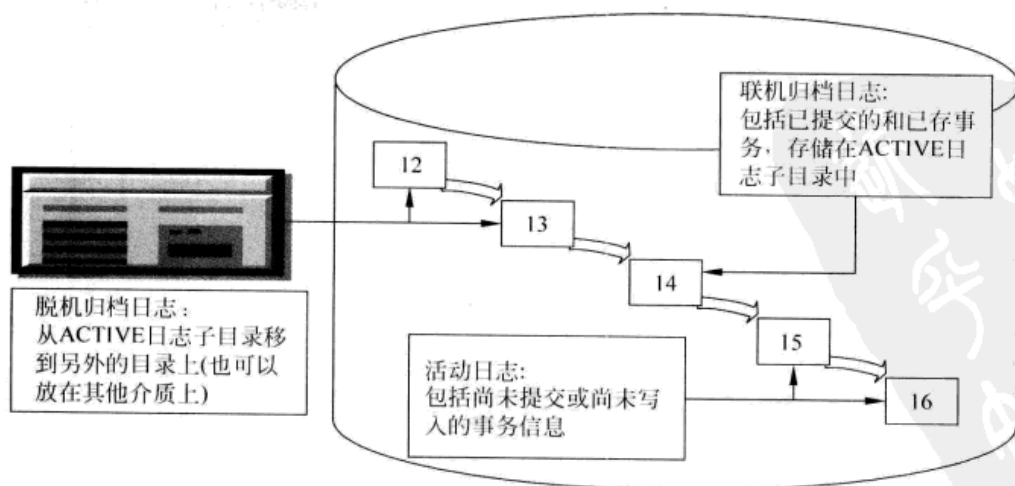 联机归档日志:
包括已提交的和已存事
务，存储在ACTIVE日
志子目录中
12
13
14
15
16
脱机归档日志：
从ACTIVE日志子目录移
到另外的目录上(也可以
放在其他介质上)
活动日志:
包括尚未提交或尚未写
入的事务信息